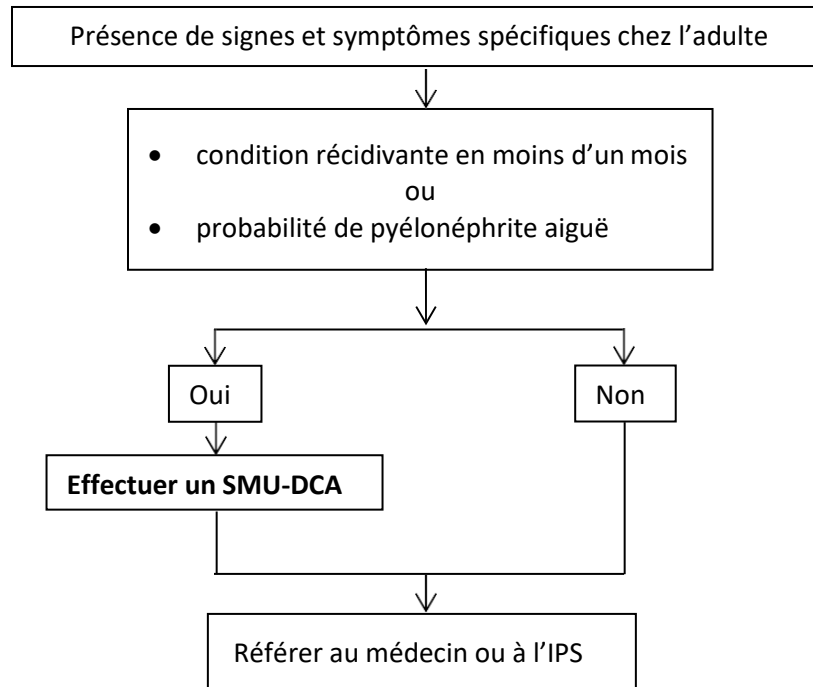 Présence de signes et symptômes spécifiques chez l’adulte
• condition récidivante en moins d’un mois
ou
• probabilité de pyélonéphrite aiguë
Oui
Non
Effectuer un SMU-DCA
Référer au médecin ou à l’IPS